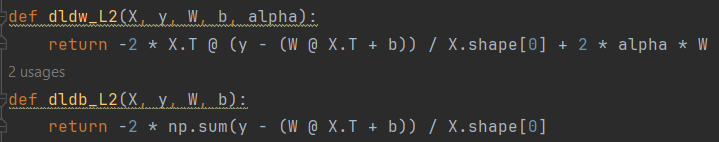 def dldw_L2(X, y, W, b, alpha):
    return -2 * X.T @ (y - (W @ X.T + b)) / X.shape[0] + 2 * alpha * W
2 usages
def dldb_L2(X, y, W, b):
    return -2 * np.sum(y - (W @ X.T + b)) / X.shape[0]